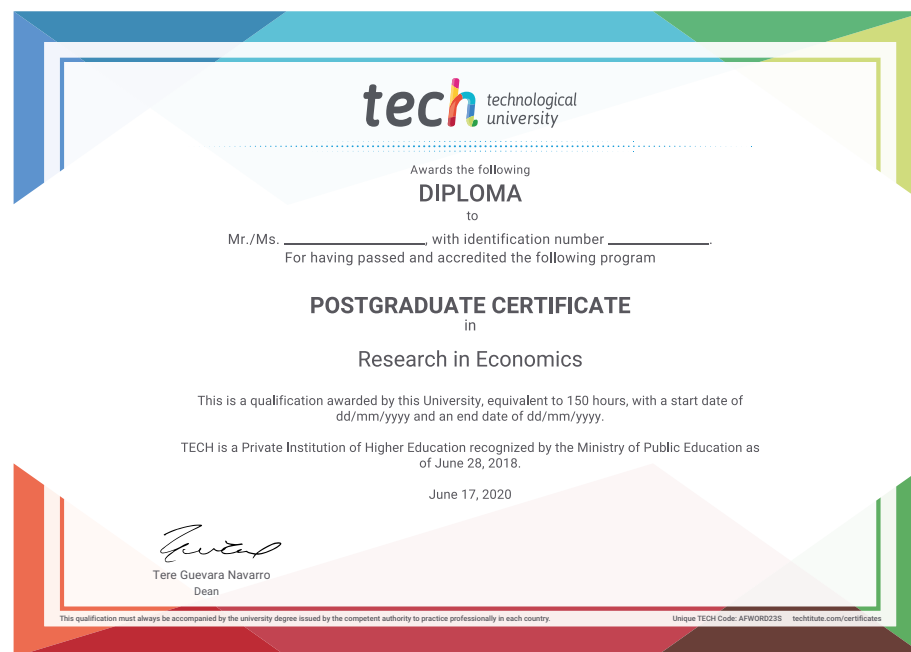 tech technological
university
Awards the following
DIPLOMA
to
Mr./Ms. ________________, with identification number ____________.
For having passed and accredited the following program
POSTGRADUATE CERTIFICATE
in
Research in Economics
This is a qualification awarded by this University, equivalent to 150 hours, with a start date of
dd/mm/yyyy and an end date of dd/mm/yyyy.
TECH is a Private Institution of Higher Education recognized by the Ministry of Public Education as
of June 28, 2018.
June 17, 2020
Tere Guevara Navarro
Dean
This qualification must always be accompanied by the university degree issued by the competent authority to practice professionally in each country. Unique TECH Code: AFWORD23S techtitute.com/certificates